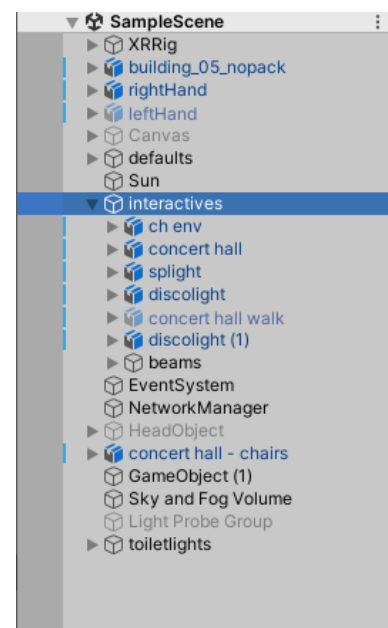 SampleScene
XRRig
building_05_nopack
rightHand
leftHand
Canvas
defaults
Sun
interactives
ch env
concert hall
splight
discolight
concert hall walk
discolight (1)
beams
EventSystem
NetworkManager
HeadObject
concert hall - chairs
GameObject (1)
Sky and Fog Volume
Light Probe Group
toiletlights